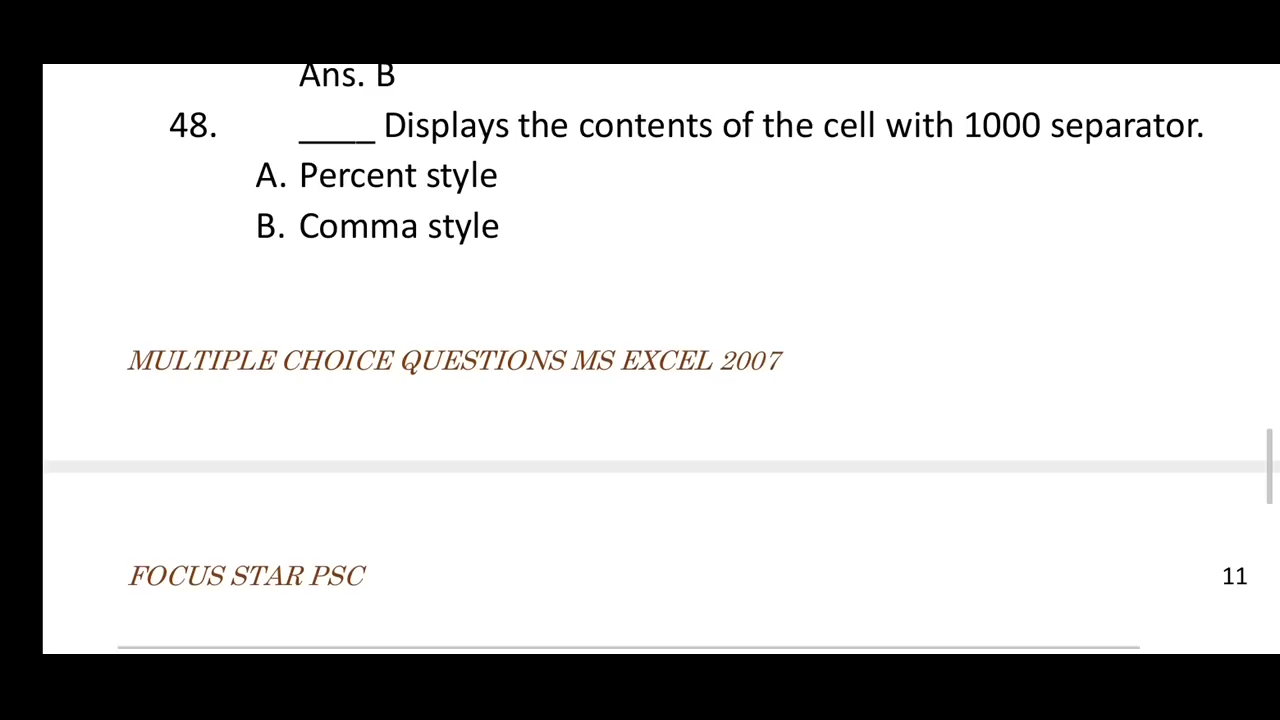 Ans. B
48. ____ Displays the contents of the cell with 1000 separator.
A. Percent style
B. Comma style
MULTIPLE CHOICE QUESTIONS MS EXCEL 2007
FOCUS STAR PSC 11